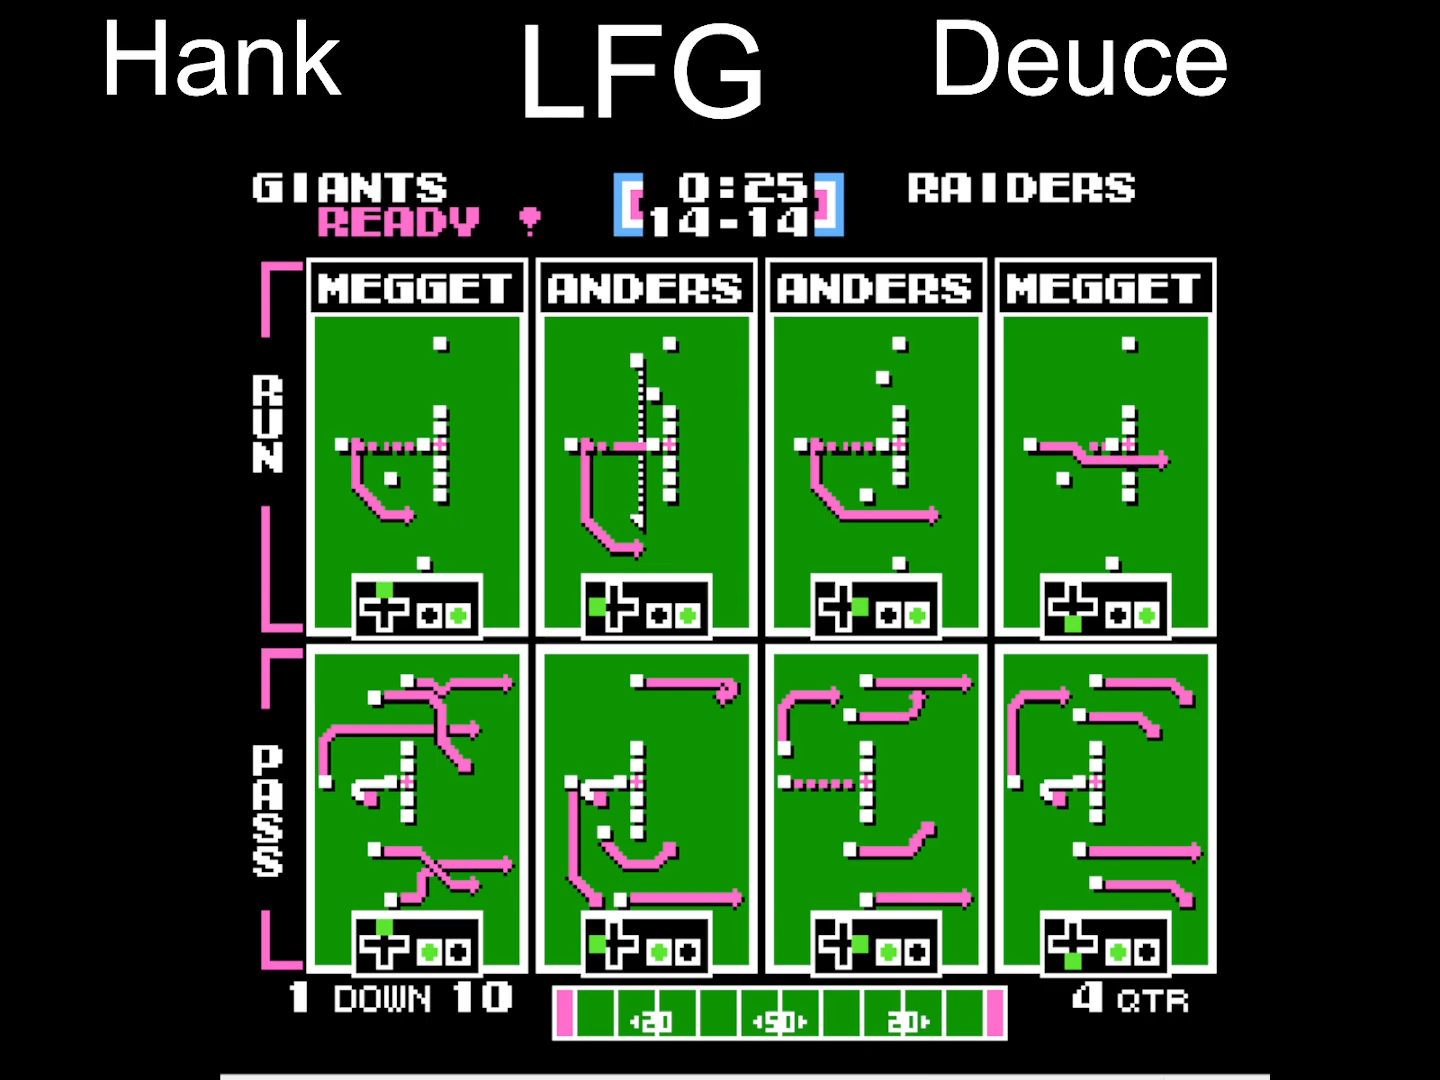 Hank LFG Deuce
GIANTS 0:25 RAIDERS
READY ! 14-14
MEGGET ANDERS ANDERS MEGGET
RUN
PASS
1 DOWN 10 4 QTR
20 50 20